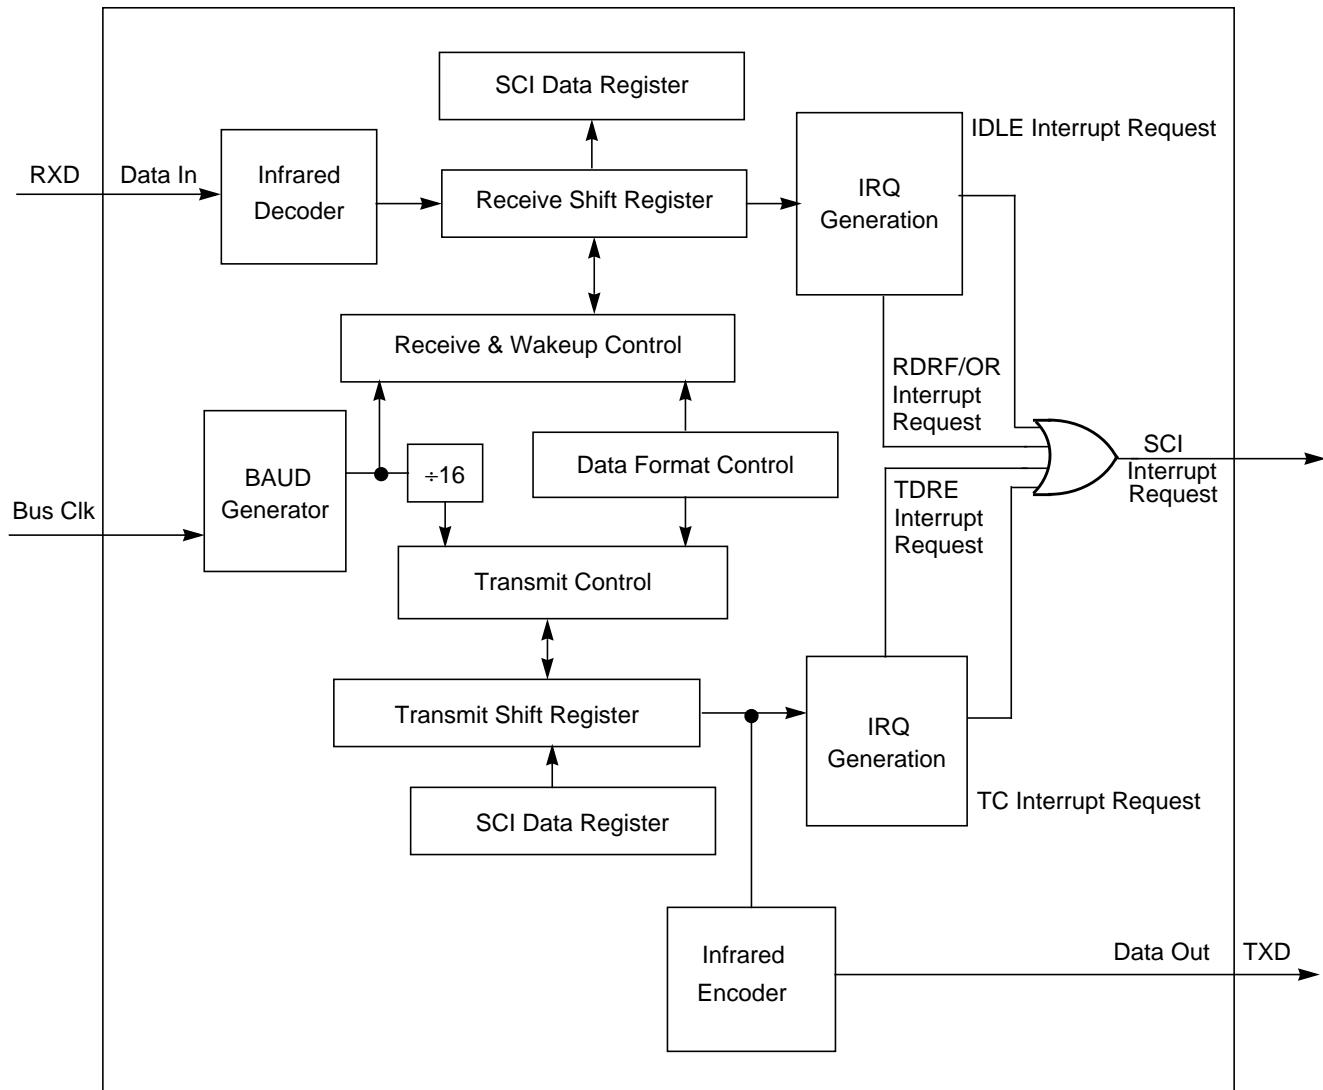 SCI Data Register
IDLE Interrupt Request
RXD
Data In
Infrared
Decoder
Receive Shift Register
IRQ
Generation
Receive & Wakeup Control
RDRF/OR
Interrupt
Request
BAUD
Generator
÷16
Data Format Control
SCI
Interrupt
Request
Bus Clk
TDRE
Interrupt
Request
Transmit Control
Transmit Shift Register
IRQ
Generation
SCI Data Register
TC Interrupt Request
Infrared
Encoder
Data Out
TXD